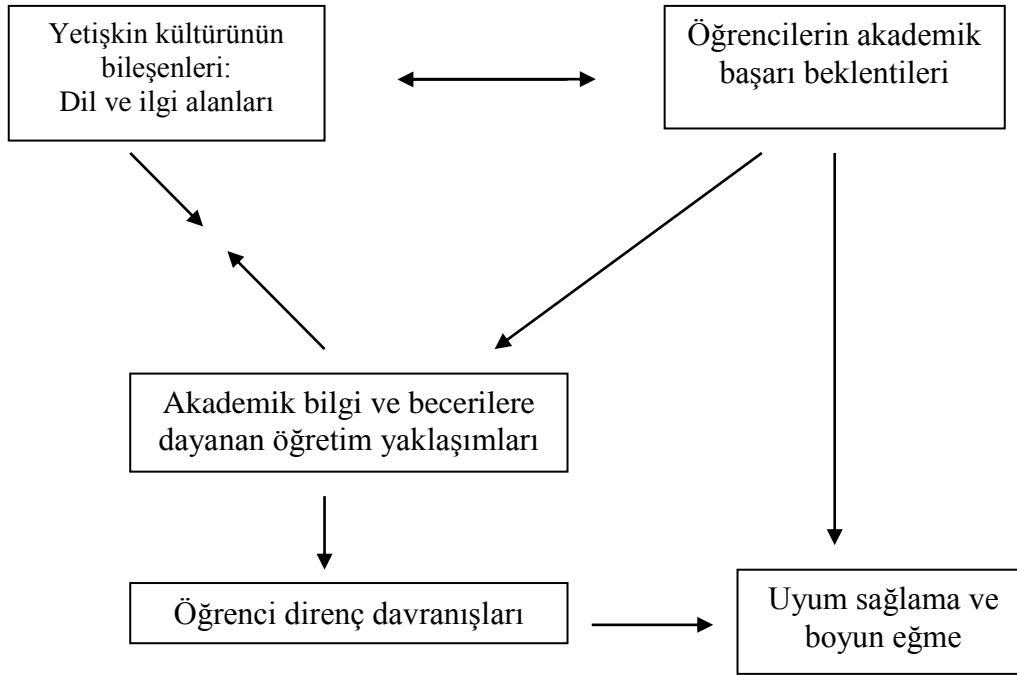 Yetişkin kültürünün
bileşenleri:
Dil ve ilgi alanları
Öğrencilerin akademik
başarı beklentileri
Akademik bilgi ve becerilere
dayanan öğretim yaklaşımları
Öğrenci direnç davranışları
Uyum sağlama ve
boyun eğme